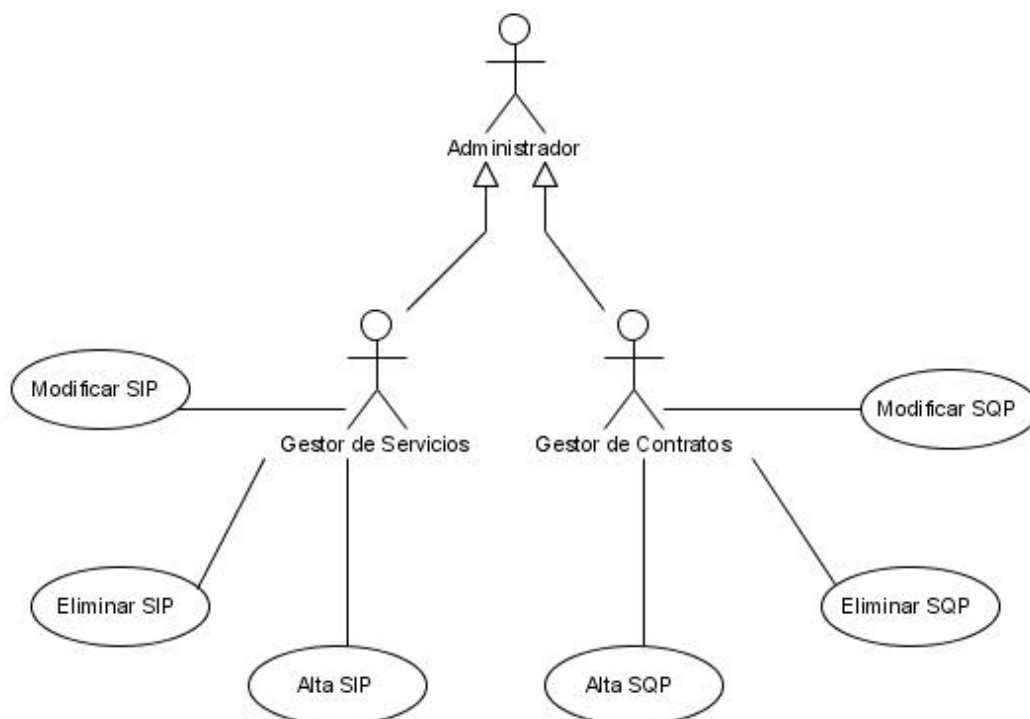 Administrador
Modificar SIP
Modificar SQP
Gestor de Servicios
Gestor de Contratos
Eliminar SIP
Eliminar SQP
Alta SIP
Alta SQP